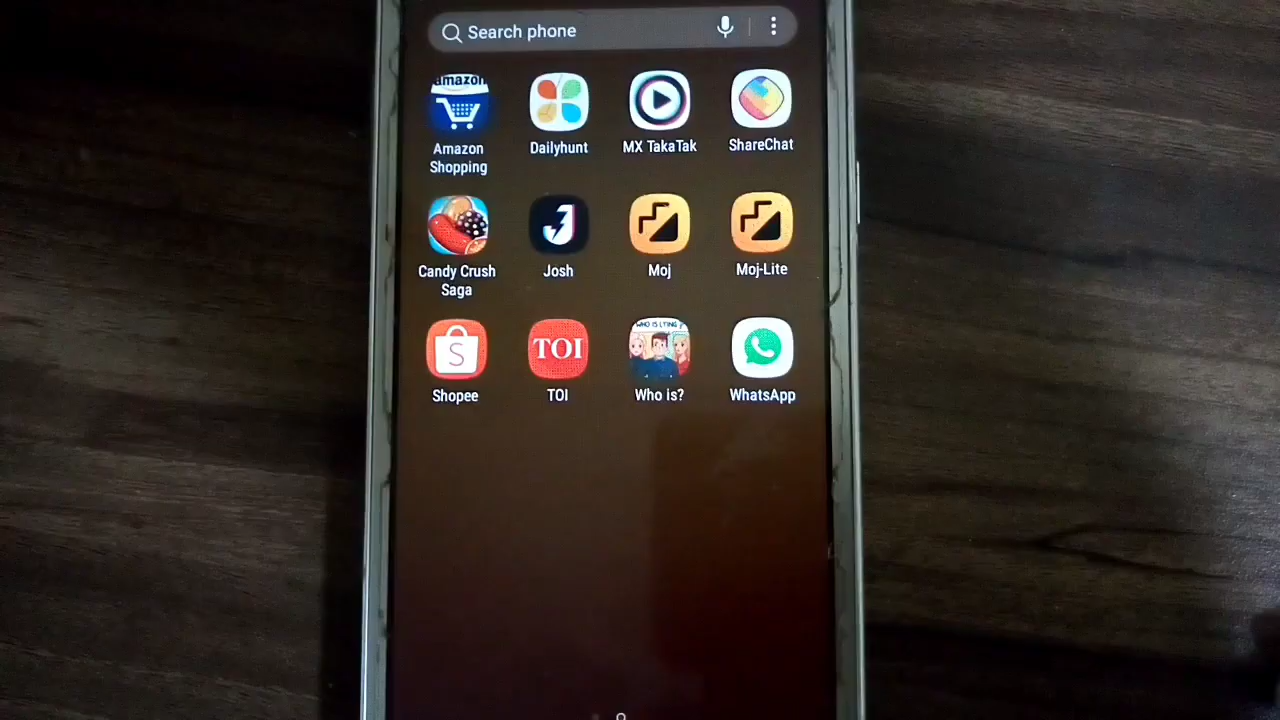 Search phone
amazon
Amazon
Shopping
Dailyhunt
MX TakaTak
ShareChat
Candy Crush
Saga
J
Josh
Moj
Moj-Lite
S
Shopee
TOI
TOI
WHO IS LYING?
Who is?
WhatsApp